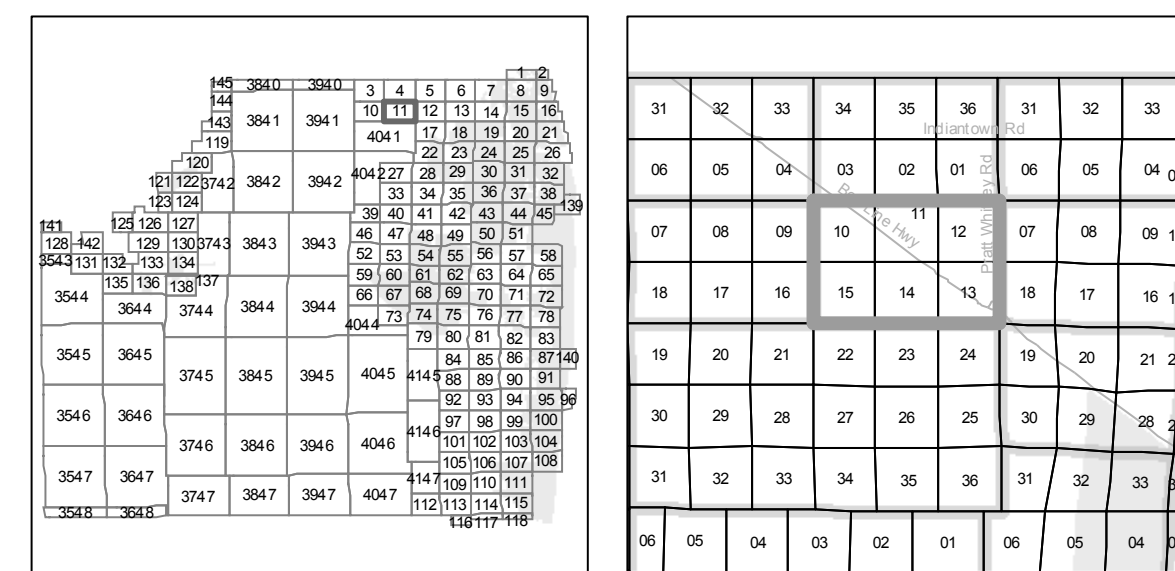 1 2
145 3840 3940 3 4 5 6 7 8 9
144 3841 3941 10 11 12 13 14 15 16
143 119 4041 17 18 19 20 21
120 22 23 24 25 26
121 122 3742 3842 3942 4042 27 28 29 30 31 32
123 124 33 34 35 36 37 38
139
125 126 127 39 40 41 42 43 44 45
141
128 142 129 130 3743 3843 3943 46 47 48 49 50 51
3543 131 132 133 134 52 53 54 55 56 57 58
135 136 138 137 59 60 61 62 63 64 65
3544 3644 3744 3844 3944 66 67 68 69 70 71 72
4044 73 74 75 76 77 78
79 80 81 82 83
3545 3645 84 85 86 87 140
3745 3845 3945 4045 4145 88 89 90 91
92 93 94 95 96
3546 3646 97 98 99 100
3746 3846 3946 4046 4146 101 102 103 104
105 106 107 108
3547 3647 4147 109 110 111
3747 3847 3947 4047 112 113 114 115
3548 3648 116 117 118
31 32 33 34 35 36 31 32 33
Indiantown Rd
06 05 04 03 02 01 06 05 04 0
Bee Line Hwy
Pratt Whitney Rd
07 08 09 10 11 12 07 08 09 1
18 17 16 15 14 13 18 17 16 1
19 20 21 22 23 24 19 20 21 2
30 29 28 27 26 25 30 29 28 2
31 32 33 34 35 36 31 32 33 3
06 05 04 03 02 01 06 05 04 0